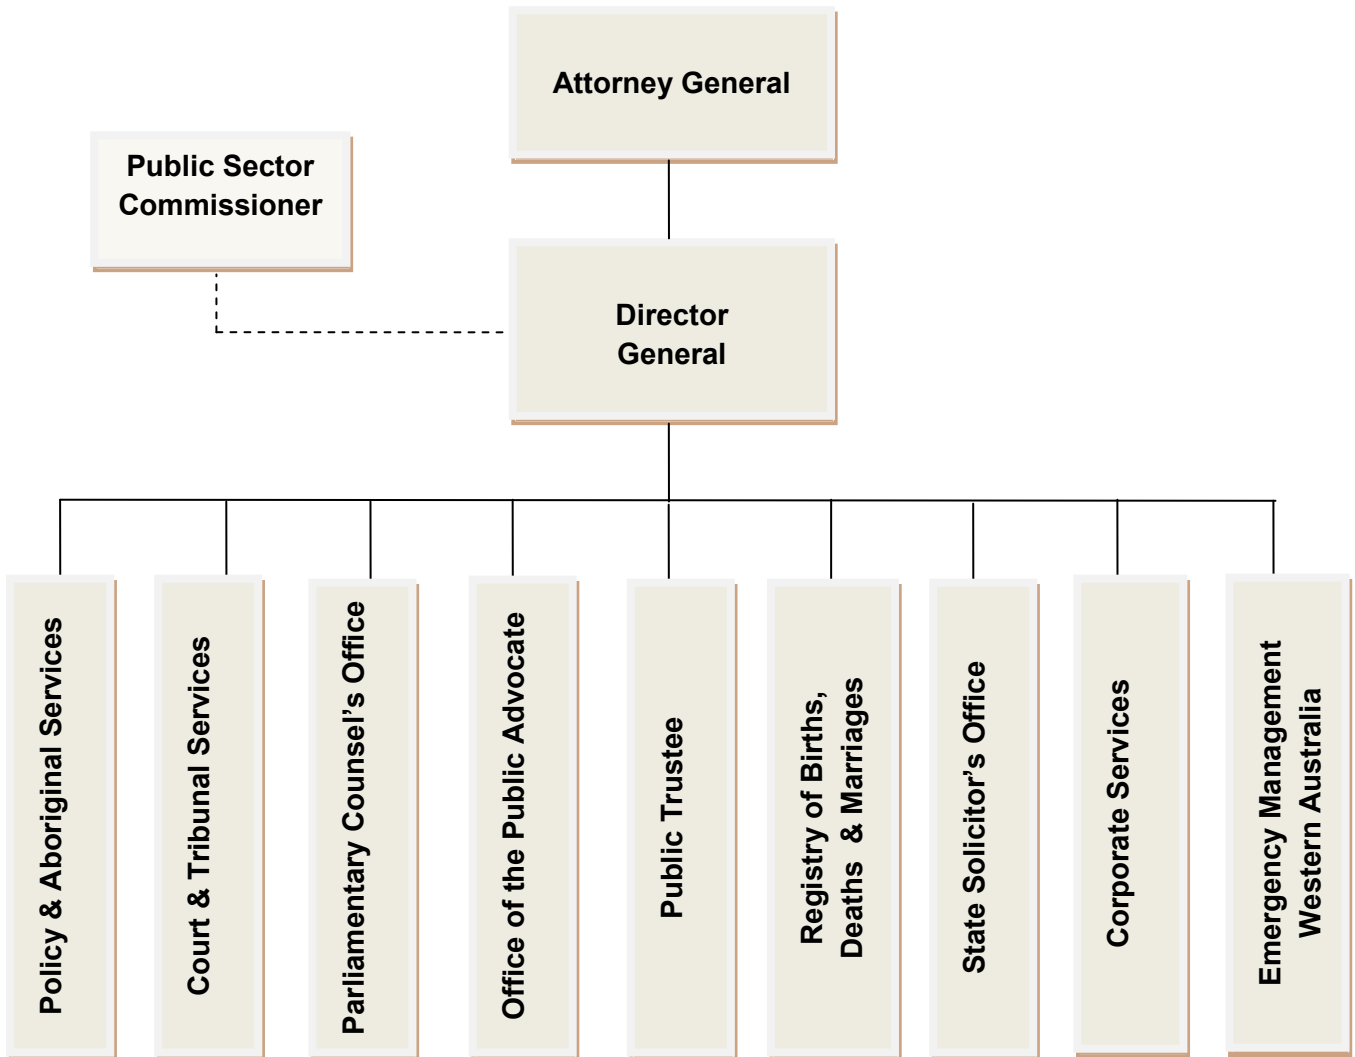 Attorney General
Public Sector
Commissioner
Director
General
Policy & Aboriginal Services
Court & Tribunal Services
Parliamentary Counsel’s Office
Office of the Public Advocate
Public Trustee
Registry of Births,
Deaths & Marriages
State Solicitor’s Office
Corporate Services
Emergency Management
Western Australia